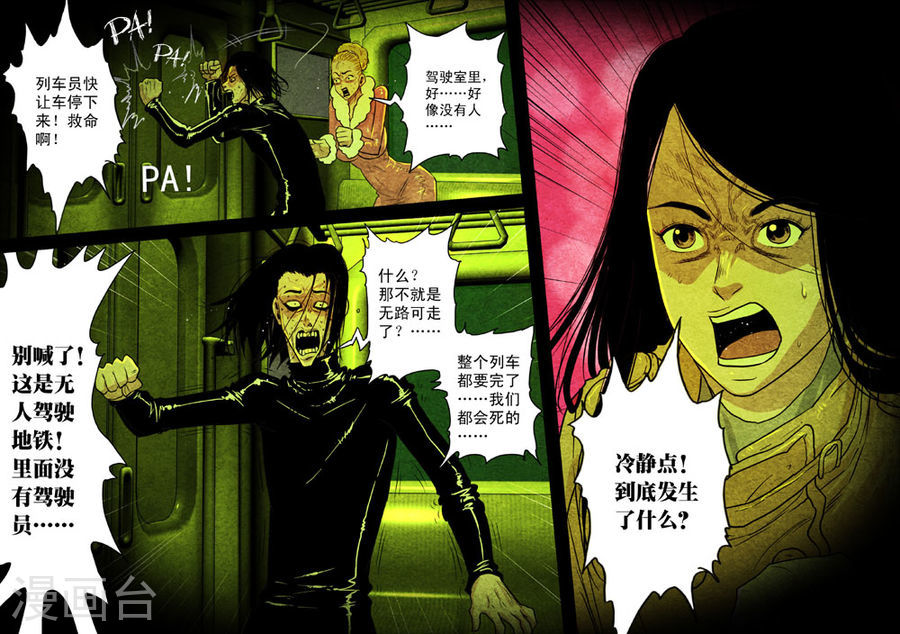 PA!
PA!
PA!
列车员快
让车停下
来！救命
啊！
驾驶室里，
好……好
像没有人
……
别喊了！
这是无
人驾驶
地铁！
里面没
有驾驶
员……
什么？
那不就是
无路可走
了？……
整个列车
都要完了
……我们
都会死的
……
冷静点！
到底发生
了什么？
漫画台